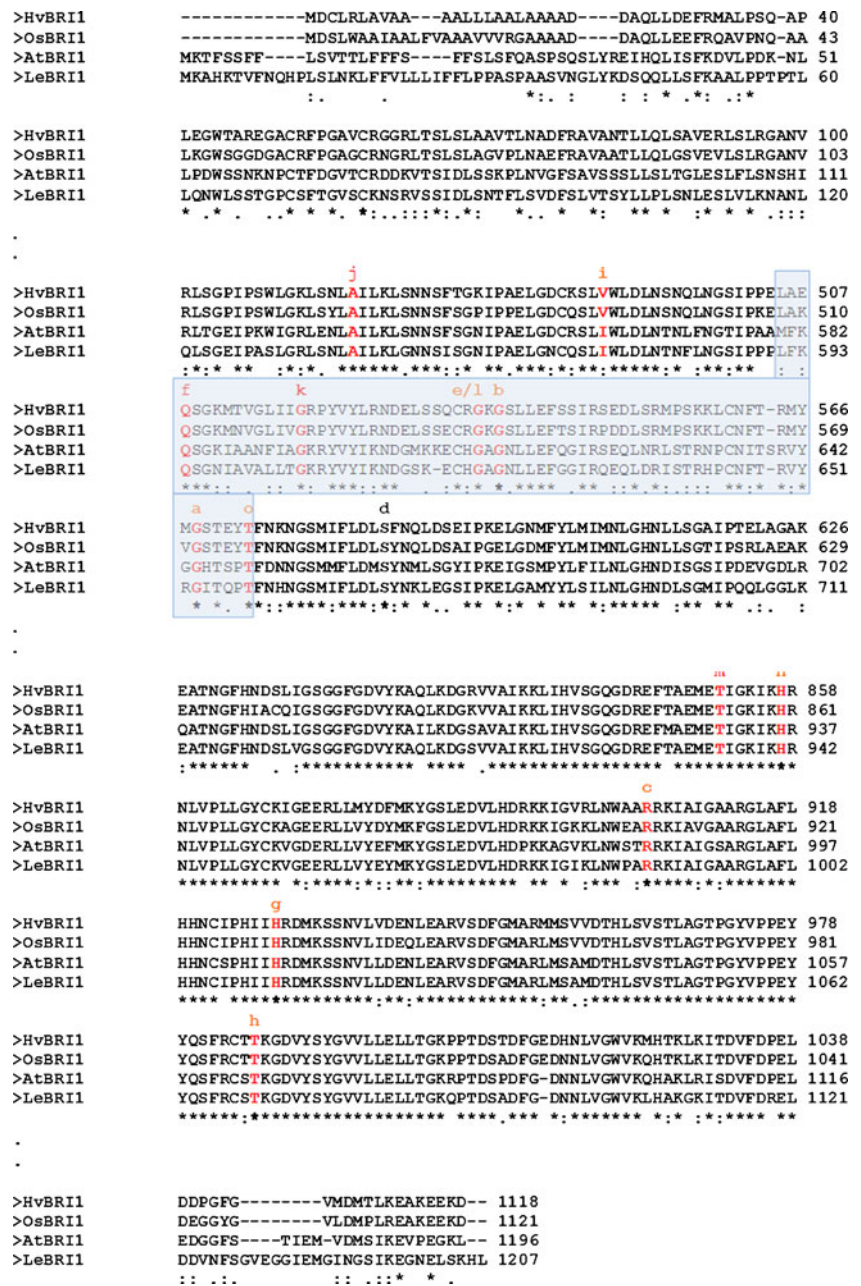 >HvBRI1 ------------MDCLRLAVAA---AALLLAALAAAAD----DAQLLDEFRMALPSQ-AP 40
>OsBRI1 ------------MDSLWAAIAALFVAAAVVVRGAAAAD----DAQLLEEFRQAVPNQ-AA 43
>AtBRI1 MKTFSSFF----LSVTTLFFFS---FFSLSFQASPSQSLYREIHQLISFKDVLPDK-NL 51
>LeBRI1 MKAHKTVFNQHPLSLNKLFFVLLLIFFLPPASPAASVNGLYKDSQQLLSFKAALPPTPTL 60
:. . *:. : : : * .*: :*
>HvBRI1 LEGWTAREGACRFPGAVCRGGRLTSLSLAAVTLNADFRAVANTLLQLSAVERLSLRGANV 100
>OsBRI1 LKGWSGGDGACRFPGAGCRNGRLTSLSLAGVPLNAEFRAVAATLLQLGSVEVLSLRGANV 103
>AtBRI1 LPDWSSNKNPCTFDGVTCRDDKVTSIDLSSKPLNVGFSAVSSSLLSLTGLESLFLSNSHI 111
>LeBRI1 LQNWLSSTGPCSFTGVSCKNSRVSSIDLSNTFLSVDFSLVTSYLLPLSNLESLVLKNANL 120
* .* . .* * *. *:..:::*:.*: *.. * *: ** * :* * * .:::
.
.
j i
>HvBRI1 RLSGPIPSWLGKLSNLAILKLSNNSFTGKIPAELGDCKSLVWLDLNSNQLNGSIPPELAE 507
>OsBRI1 RLSGPIPSWLGKLSYLAILKLSNNSFSGPIPPELGDCQSLVWLDLNSNQLNGSIPKELAK 510
>AtBRI1 RLTGEIPKWIGRLENLAILKLSNNSFSGNIPAELGDCRSLIWLDLNTNLFNGTIPAAMFK 582
>LeBRI1 QLSGEIPASLGRLSNLAILKLGNNSISGNIPAELGNCQSLIWLDLNTNFLNGSIPPPLFK 593
:*:* ** :*:*. ******.***::* **.***:*:**:*****:* :**:** : :
f k e/l b
>HvBRI1 QSGKMTVGLIIGRPYVYLRNDELSSQCRGKGSLLEFSSIRSEDLSRMPSKKLCNFT-RMY 566
>OsBRI1 QSGKMNVGLIVGRPYVYLRNDELSSECRGKGSLLEFTSIRPDDLSRMPSKKLCNFT-RMY 569
>AtBRI1 QSGKIAANFIAGKRYVYIKNDGMKKECHGAGNLLEFQGIRSEQLNRLSTRNPCNITSRVY 642
>LeBRI1 QSGNIAVALLTGKRYVYIKNDGSK-ECHGAGNLLEFGGIRQEQLDRISTRHPCNFT-RVY 651
***:: . :: *: ***::** . :*:* *.**** .** ::*.*:.::. **:* *:*
a o d
>HvBRI1 MGSTEYTFNKNGSMIFLDLSFNQLDSEIPKELGNMFYLMIMNLGHNLLSGAIPTELAGAK 626
>OsBRI1 VGSTEYTFNKNGSMIFLDLSYNQLDSAIPGELGDMFYLMIMNLGHNLLSGTIPSRLAEAK 629
>AtBRI1 GGHTSPTFDNNGSMMFLDMSYNMLSGYIPKEIGSMPYLFILNLGHNDISGSIPDEVGDLR 702
>LeBRI1 RGITQPTFNHNGSMIFLDLSYNKLEGSIPKELGAMYYLSILNLGHNDLSGMIPQQLGGLK 711
* *. **::****:***:*:* *.. ** *:* * ** *:***** :** ** .:. :
.
.
m n
>HvBRI1 EATNGFHNDSLIGSGGFGDVYKAQLKDGRVVAIKKLIHVSGQGDREFTAEMETIGKIKHR 858
>OsBRI1 EATNGFHIACQIGSGGFGDVYKAQLKDGKVVAIKKLIHVSGQGDREFTAEMETIGKIKHR 861
>AtBRI1 QATNGFHNDSLIGSGGFGDVYKAILKDGSAVAIKKLIHVSGQGDREFMAEMETIGKIKHR 937
>LeBRI1 EATNGFHNDSLVGSGGFGDVYKAQLKDGSVVAIKKLIHVSGQGDREFTAEMETIGKIKHR 942
:****** . :*********** **** .***************** ************
c
>HvBRI1 NLVPLLGYCKIGEERLLMYDFMKYGSLEDVLHDRKKIGVRLNWAARRKIAIGAARGLAFL 918
>OsBRI1 NLVPLLGYCKAGEERLLVYDYMKFGSLEDVLHDRKKIGKKLNWEARRKIAVGAARGLAFL 921
>AtBRI1 NLVPLLGYCKVGDERLLVYEFMKYGSLEDVLHDPKKAGVKLNWSTRRKIAIGSARGLAFL 997
>LeBRI1 NLVPLLGYCKVGEERLLVYEYMKYGSLEDVLHDRKKIGIKLNWPARRKIAIGAARGLAFL 1002
********** *:****:*::**:********* ** * :*** :*****:*:*******
g
>HvBRI1 HHNCIPHIIHRDMKSSNVLVDENLEARVSDFGMARMMSVVDTHLSVSTLAGTPGYVPPEY 978
>OsBRI1 HHNCIPHIIHRDMKSSNVLIDEQLEARVSDFGMARLMSVVDTHLSVSTLAGTPGYVPPEY 981
>AtBRI1 HHNCSPHIIHRDMKSSNVLLDENLEARVSDFGMARLMSAMDTHLSVSTLAGTPGYVPPEY 1057
>LeBRI1 HHNCIPHIIHRDMKSSNVLLDENLEARVSDFGMARLMSAMDTHLSVSTLAGTPGYVPPEY 1062
**** **************:**:************:**.:********************
h
>HvBRI1 YQSFRCTTKGDVYSYGVVLLELLTGKPPTDSTDFGEDHNLVGWVKMHTKLKITDVFDPEL 1038
>OsBRI1 YQSFRCTTKGDVYSYGVVLLELLTGKPPTDSADFGEDNNLVGWVKQHTKLKITDVFDPEL 1041
>AtBRI1 YQSFRCSTKGDVYSYGVVLLELLTGKRPTDSPDFG-DNNLVGWVKQHAKLRISDVFDPEL 1116
>LeBRI1 YQSFRCSTKGDVYSYGVVLLELLTGKQPTDSADFG-DNNLVGWVKLHAKGKITDVFDREL 1121
******:******************* ****.*** *:******* *:* :*:**** **
.
.
>HvBRI1 DDPGFG--------VMDMTLKEAKEEKD-- 1118
>OsBRI1 DEGGYG--------VLDMPLREAKEEKD-- 1121
>AtBRI1 EDGGFS----TIEM-VDMSIKEVPEGKL-- 1196
>LeBRI1 DDVNFSGVEGGIEMGINGSIKEGNELSKHL 1207
:: .:. :: .::* * .